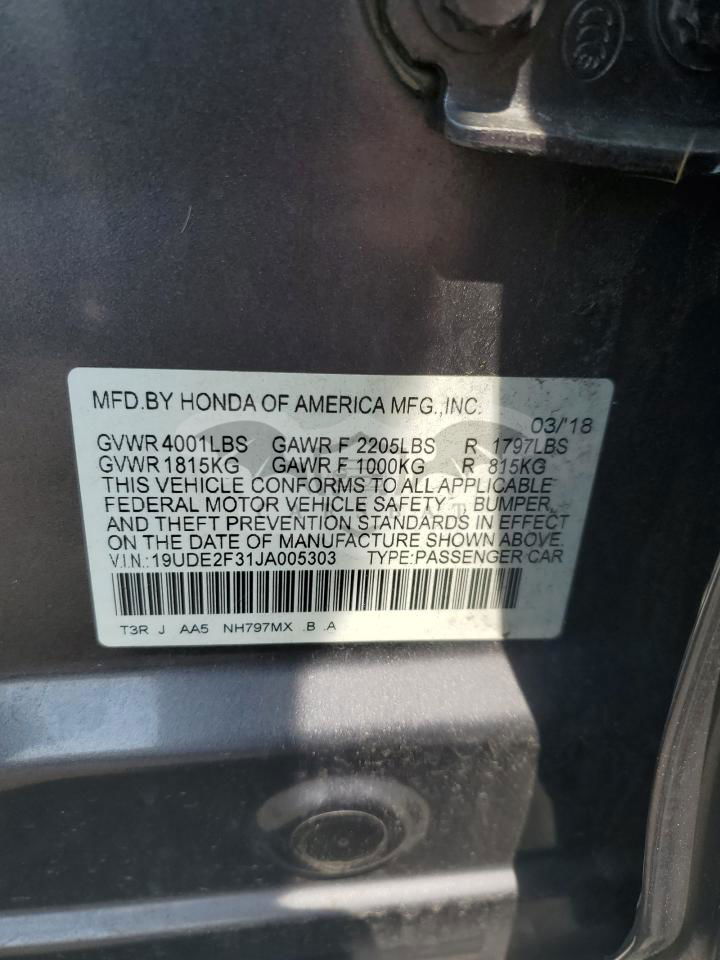 MFD.BY HONDA OF AMERICA MFG.,INC.
03/'18
GVWR 4001LBS GAWR F 2205LBS R 1797LBS
GVWR 1815KG GAWR F 1000KG R 815KG
THIS VEHICLE CONFORMS TO ALL APPLICABLE
FEDERAL MOTOR VEHICLE SAFETY, BUMPER,
AND THEFT PREVENTION STANDARDS IN EFFECT
ON THE DATE OF MANUFACTURE SHOWN ABOVE.
V.I.N.:19UDE2F31JA005303 TYPE:PASSENGER CAR
T3R J AA5 NH797MX .B .A